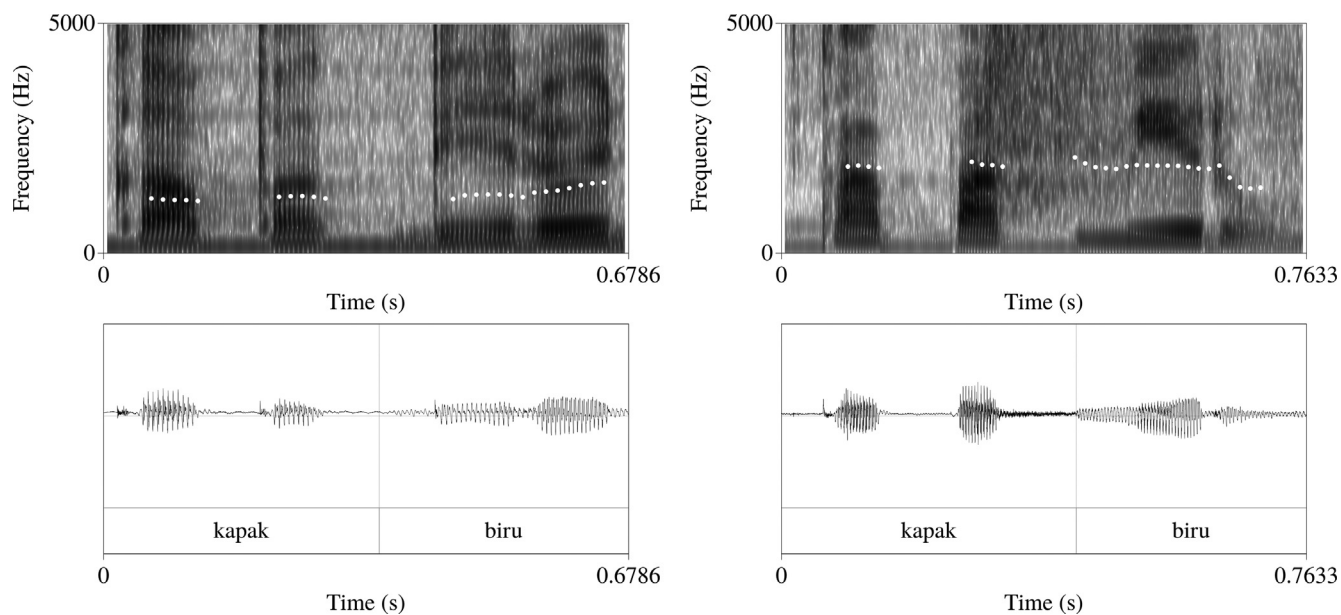 5000
Frequency (Hz)
0
0
0.6786
Time (s)
kapak
biru
0
0.6786
Time (s)
5000
Frequency (Hz)
0
0
0.7633
Time (s)
kapak
biru
0
0.7633
Time (s)